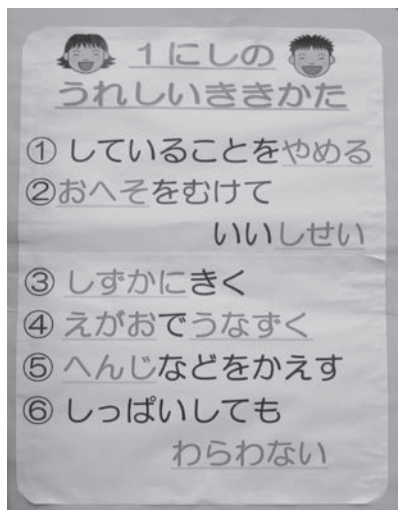 1にしの
うれしいききかた
① していることをやめる
②おへそをむけて
いいしせい
③ しずかにきく
④ えがおでうなずく
⑤ へんじなどをかえす
⑥ しっぱいしても
わらわない